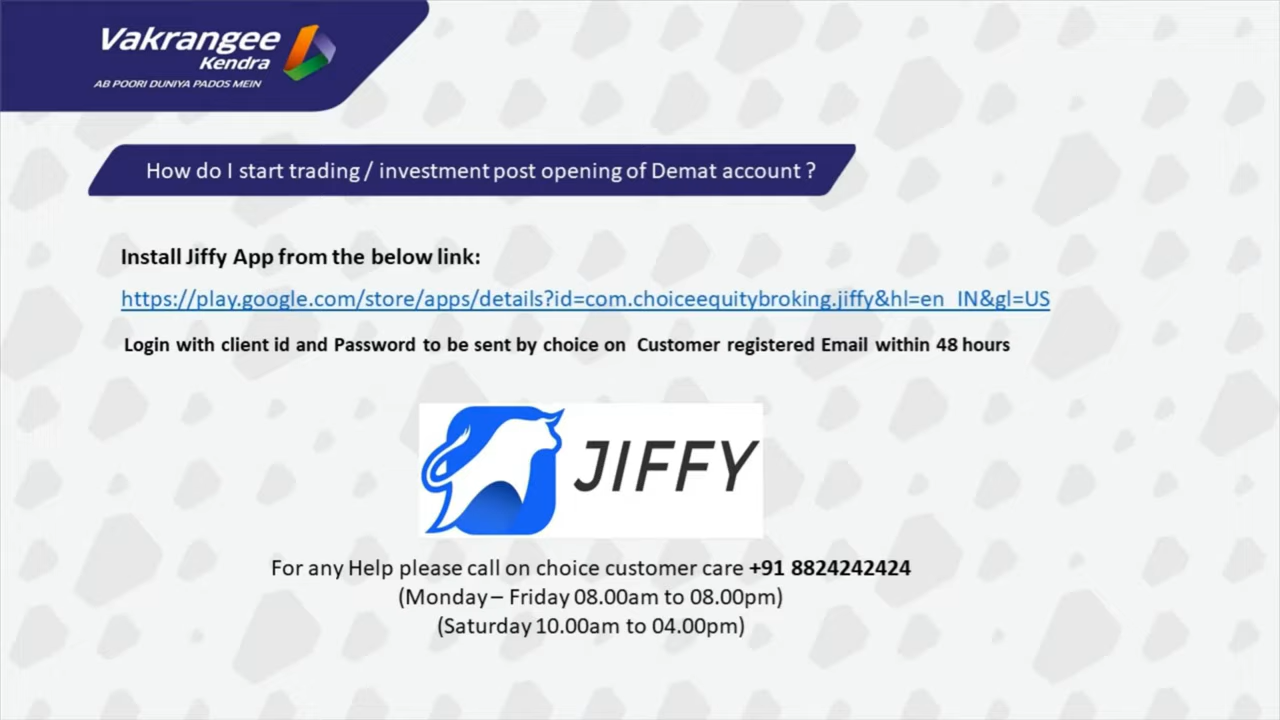 Vakrangee
Kendra
AB POORI DUNIYA PADOS MEIN
How do I start trading / investment post opening of Demat account ?
Install Jiffy App from the below link:
https://play.google.com/store/apps/details?id=com.choiceequitybroking.jiffy&hl=en_IN&gl=US
Login with client id and Password to be sent by choice on Customer registered Email within 48 hours
JIFFY
For any Help please call on choice customer care +91 8824242424
(Monday – Friday 08.00am to 08.00pm)
(Saturday 10.00am to 04.00pm)